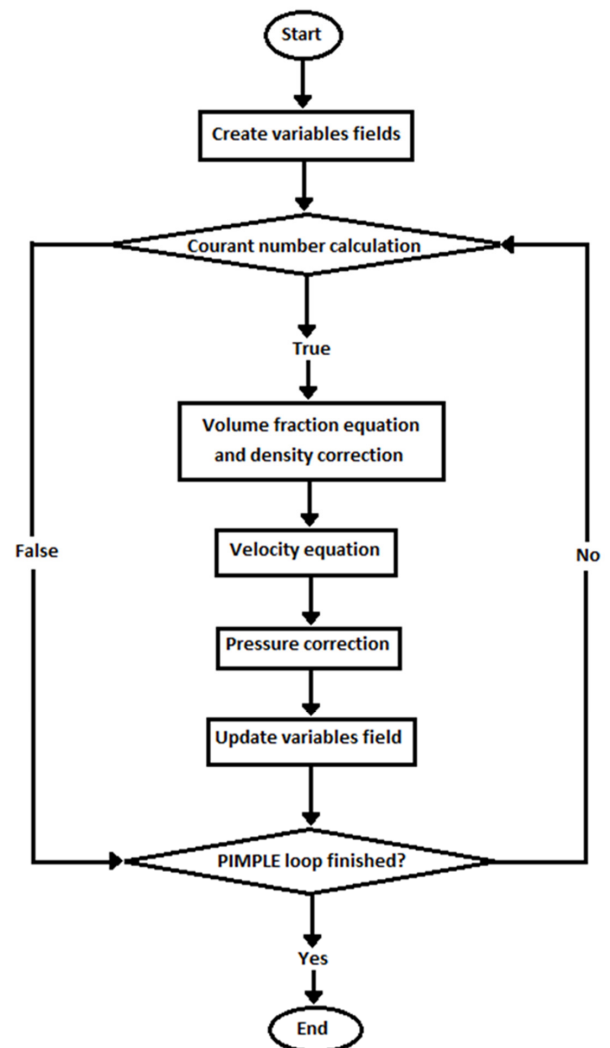 Start
Create variables fields
Courant number calculation
True
Volume fraction equation
and density correction
Velocity equation
False
No
Pressure correction
Update variables field
PIMPLE loop finished?
Yes
End